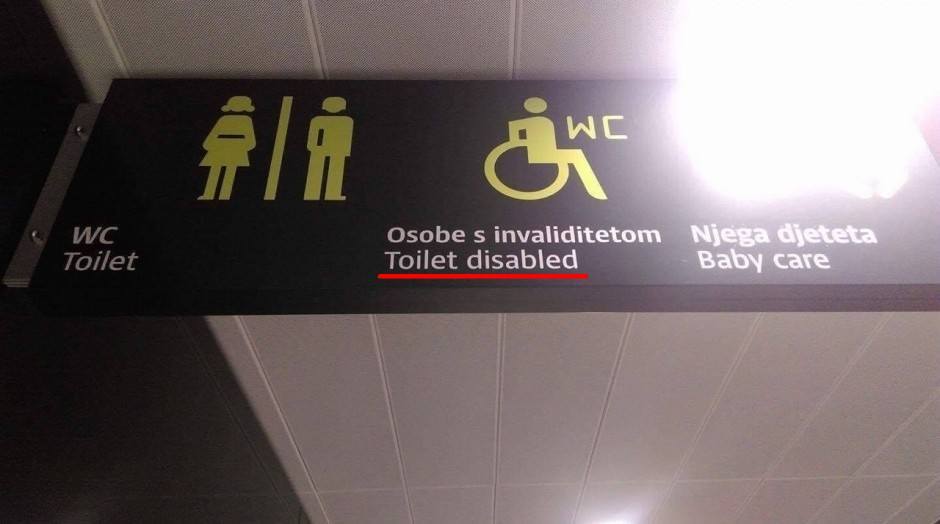 WC
WC
Toilet
Osobe s invaliditetom
Toilet disabled
Njega djeteta
Baby care